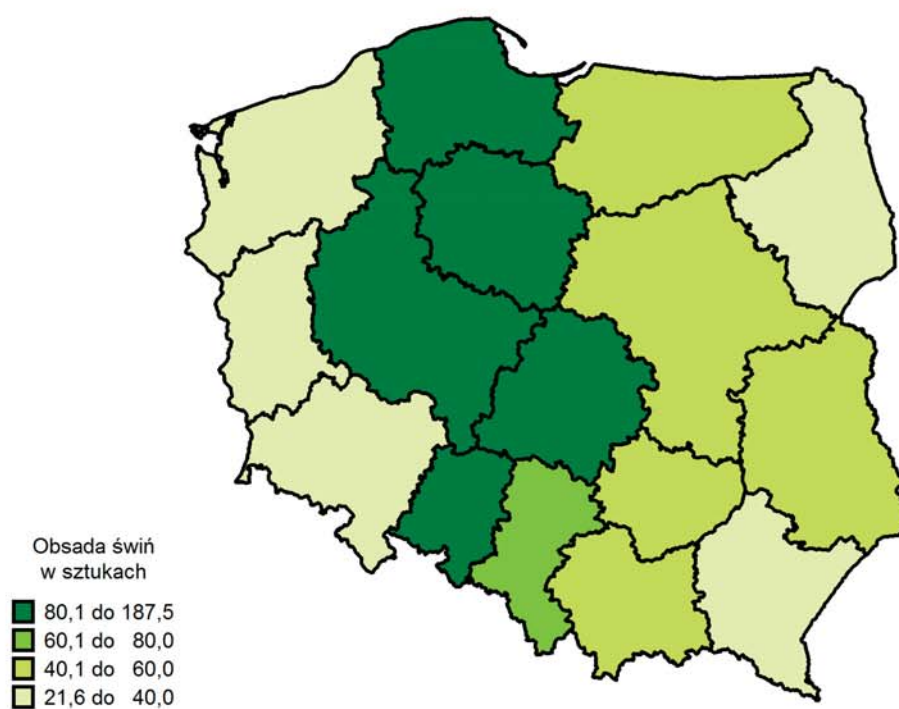 Obsada świń
w sztukach
80,1 do 187,5
60,1 do 80,0
40,1 do 60,0
21,6 do 40,0